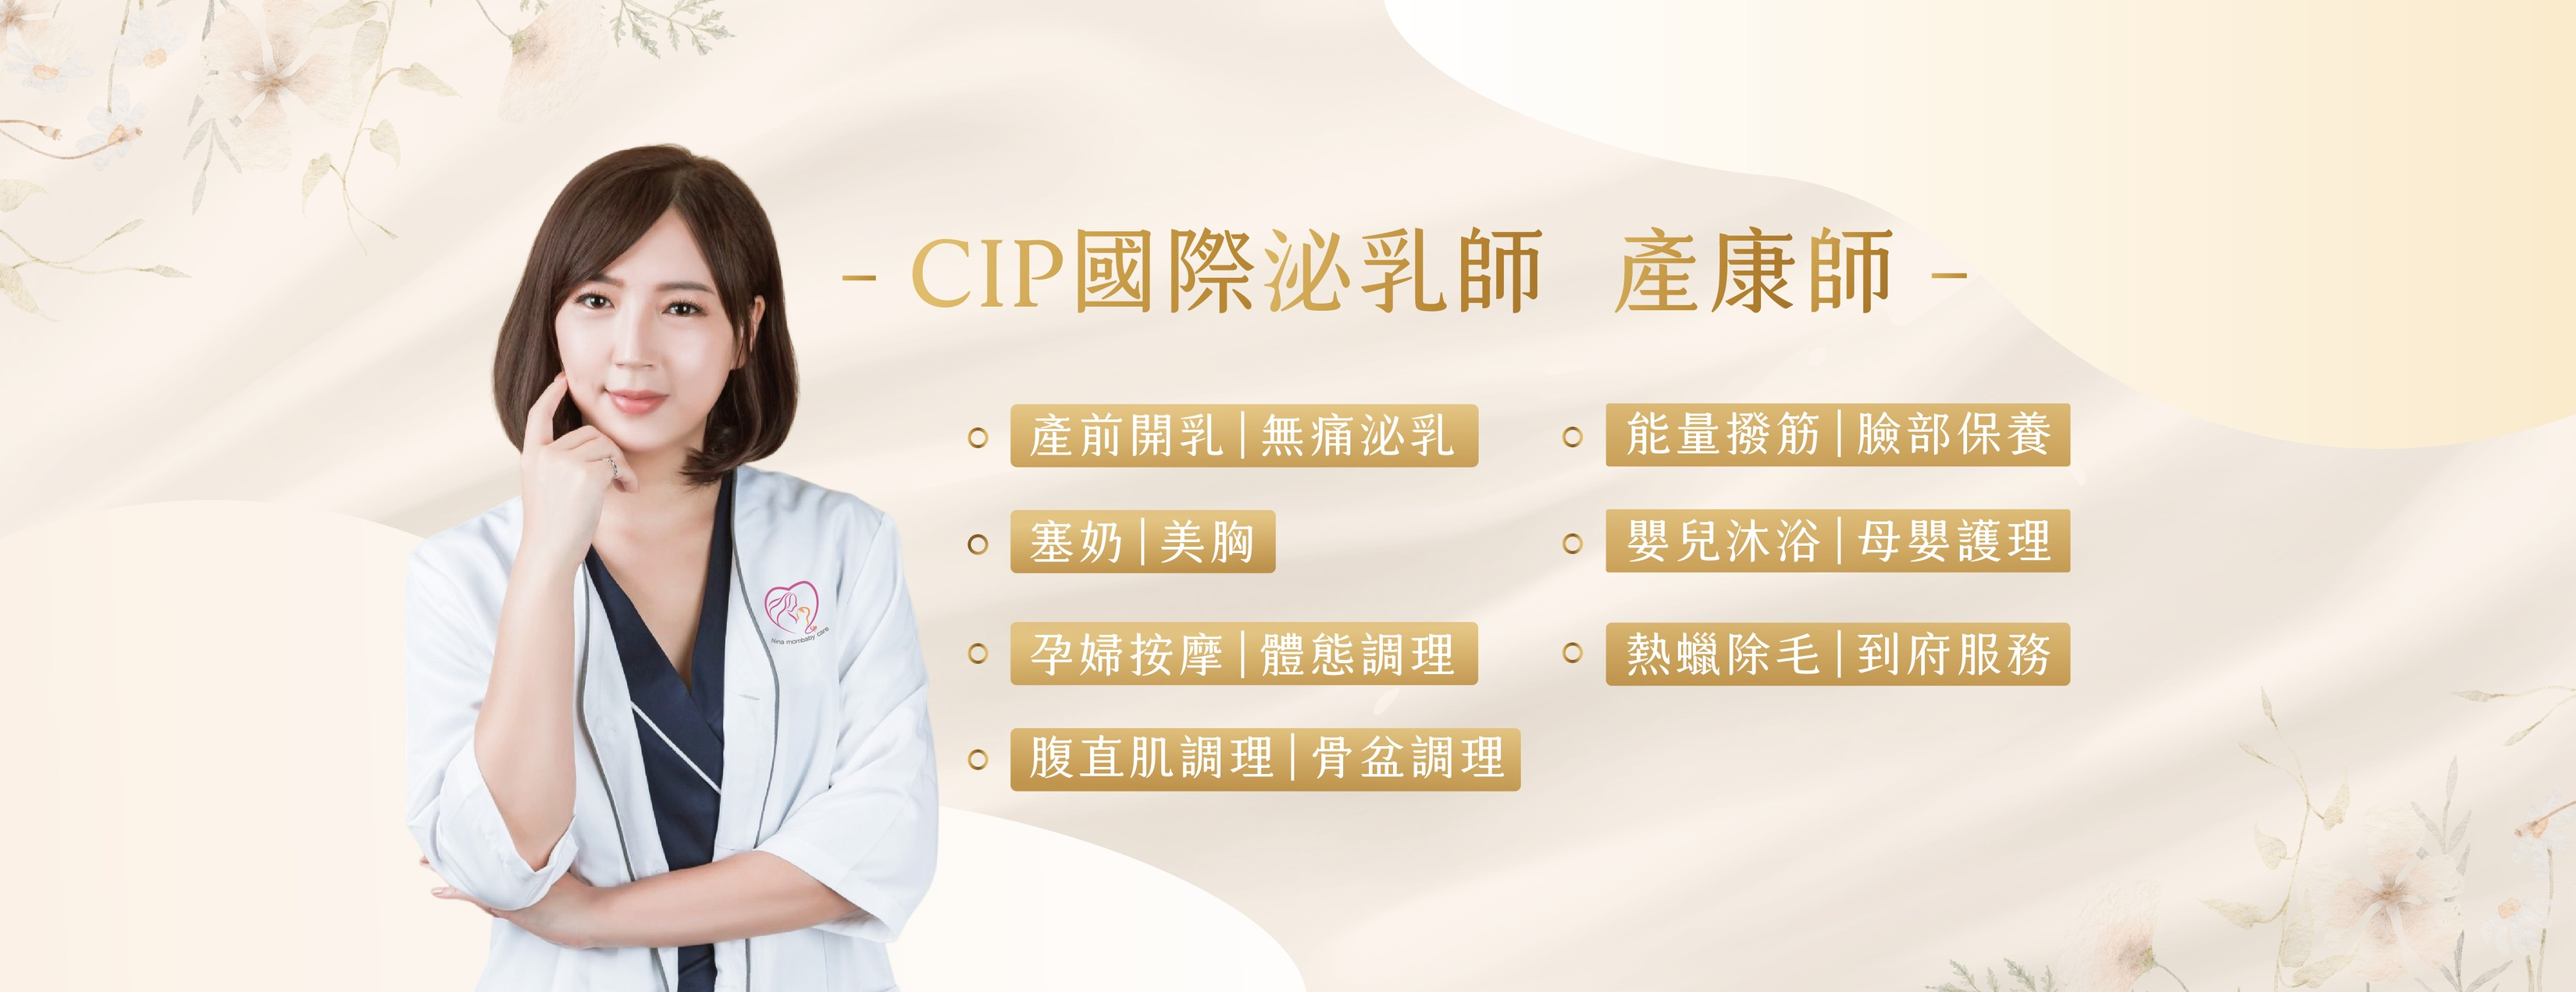 – CIP國際泌乳師 產康師 –
產前開乳|無痛泌乳
塞奶|美胸
孕婦按摩|體態調理
腹直肌調理|骨盆調理
能量撥筋|臉部保養
嬰兒沐浴|母嬰護理
熱蠟除毛|到府服務
Nina mombaby care